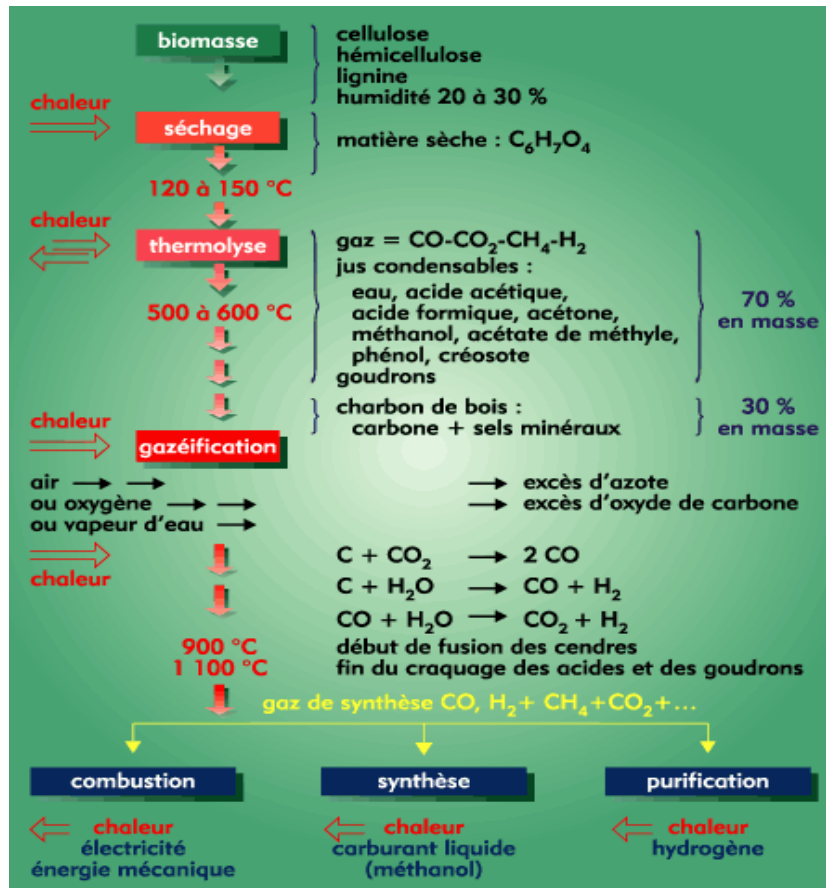 biomasse
cellulose
hémicellulose
lignine
humidité 20 à 30 %
chaleur
séchage
matière sèche : C₆H₇O₄
120 à 150 °C
chaleur
thermolyse
gaz = CO-CO₂-CH₄-H₂
jus condensables :
eau, acide acétique,
acide formique, acétone,
méthanol, acétate de méthyle,
phénol, créosote
goudrons
70 %
en masse
500 à 600 °C
chaleur
gazéification
charbon de bois :
carbone + sels minéraux
30 %
en masse
air → → → excès d'azote
ou oxygène → → → excès d'oxyde de carbone
ou vapeur d'eau →
chaleur
C + CO₂ → 2 CO
C + H₂O → CO + H₂
CO + H₂O → CO₂ + H₂
900 °C début de fusion des cendres
1 100 °C fin du craquage des acides et des goudrons
gaz de synthèse CO, H₂+ CH₄+CO₂+...
combustion
synthèse
purification
chaleur
électricité
énergie mécanique
chaleur
carburant liquide
(méthanol)
chaleur
hydrogène